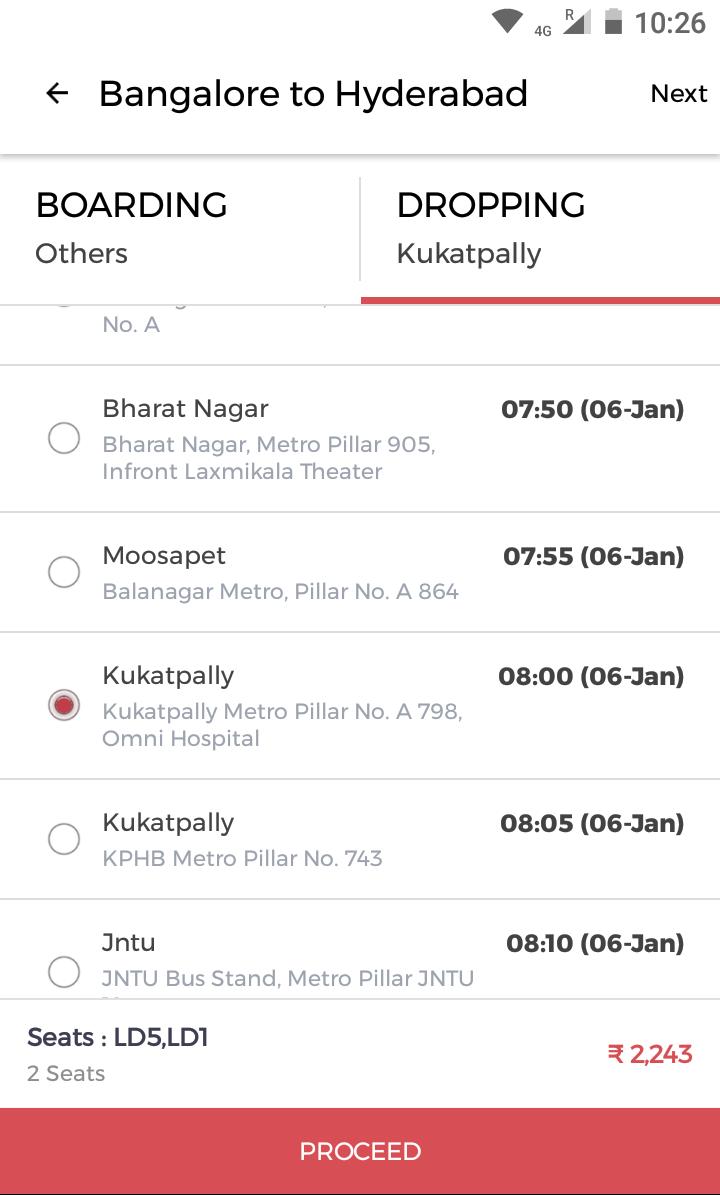 4G R 10:26
Bangalore to Hyderabad Next
BOARDING DROPPING
Others Kukatpally
No. A
Bharat Nagar 07:50 (06-Jan)
Bharat Nagar, Metro Pillar 905,
Infront Laxmikala Theater
Moosapet 07:55 (06-Jan)
Balanagar Metro, Pillar No. A 864
Kukatpally 08:00 (06-Jan)
Kukatpally Metro Pillar No. A 798,
Omni Hospital
Kukatpally 08:05 (06-Jan)
KPHB Metro Pillar No. 743
Jntu 08:10 (06-Jan)
JNTU Bus Stand, Metro Pillar JNTU
Seats : LD5,LD1
₹ 2,243
2 Seats
PROCEED